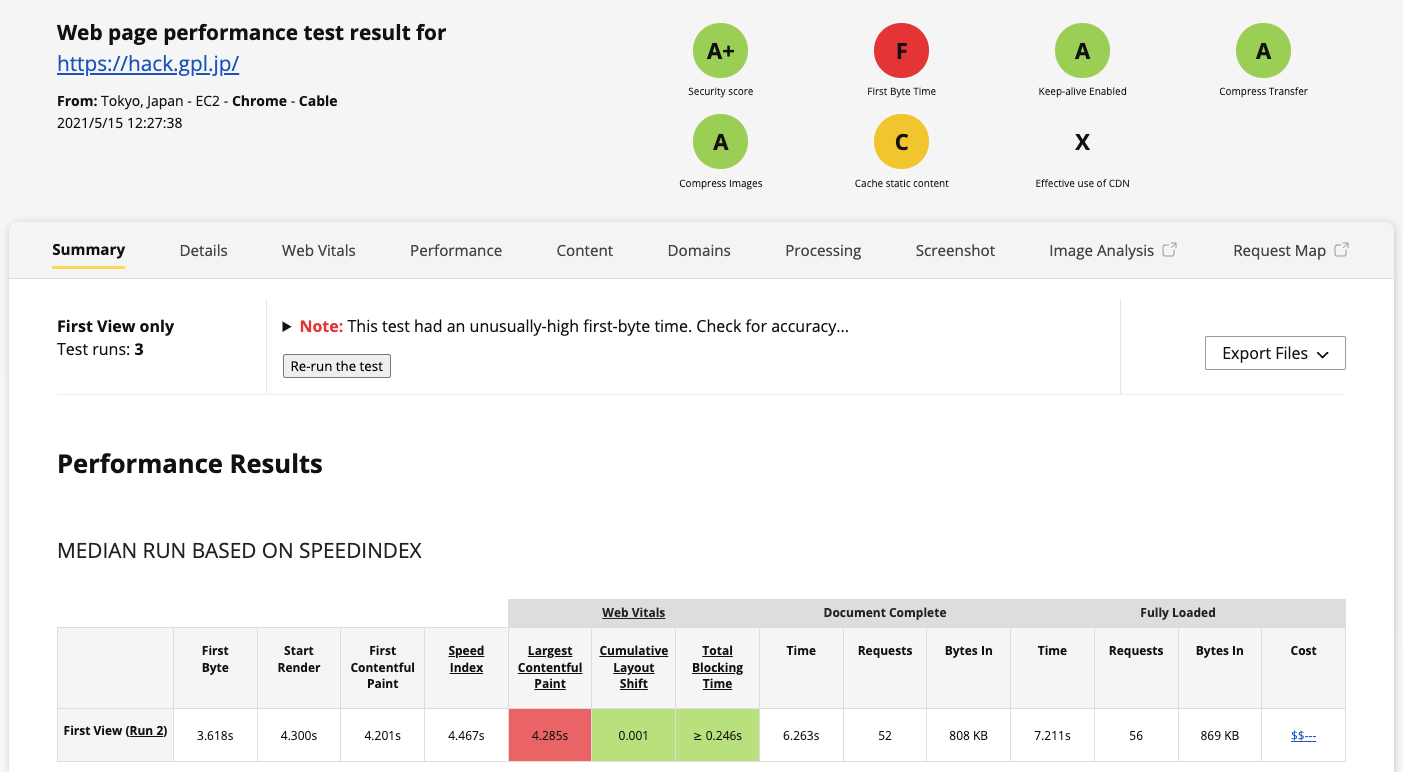 Web page performance test result for
https://hack.gpl.jp/
From: Tokyo, Japan - EC2 - Chrome - Cable
2021/5/15 12:27:38
A+ F A A
Security score First Byte Time Keep-alive Enabled Compress Transfer
A C X
Compress Images Cache static content Effective use of CDN
Summary Details Web Vitals Performance Content Domains Processing Screenshot Image Analysis Request Map
First View only
Test runs: 3
Note: This test had an unusually-high first-byte time. Check for accuracy...
Re-run the test
Export Files
Performance Results
MEDIAN RUN BASED ON SPEEDINDEX
Web Vitals Document Complete Fully Loaded
First Start First Speed Largest Cumulative Total Time Requests Bytes In Time Requests Bytes In Cost
Byte Render Contentful Index Contentful Layout Blocking
Paint Paint Shift Time
First View (Run 2) 3.618s 4.300s 4.201s 4.467s 4.285s 0.001 ≥ 0.246s 6.263s 52 808 KB 7.211s 56 869 KB $$---